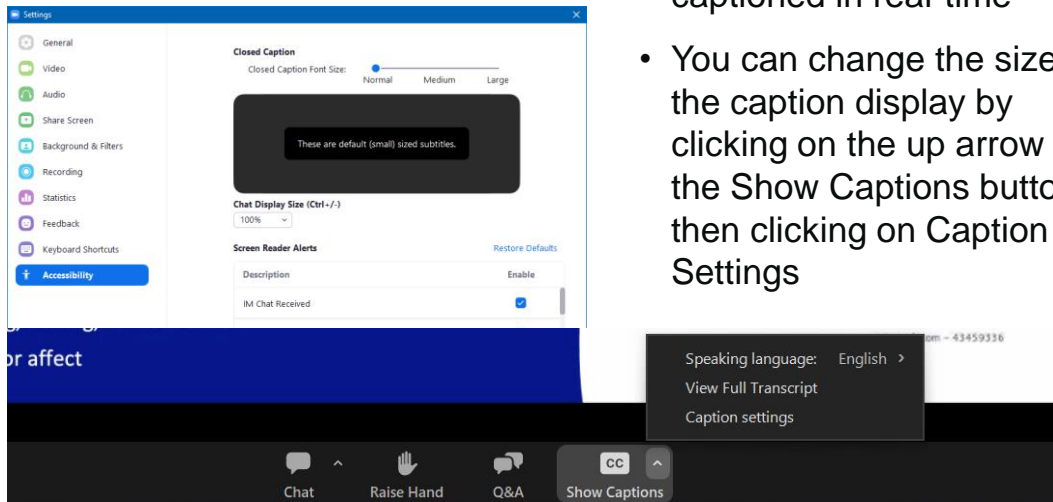 Settings
General
Video
Audio
Share Screen
Background & Filters
Recording
Statistics
Feedback
Keyboard Shortcuts
Accessibility
Closed Caption
Closed Caption Font Size:
Normal Medium Large
These are default (small) sized subtitles.
Chat Display Size (Ctrl+/-)
100%
Screen Reader Alerts Restore Defaults
Description Enable
IM Chat Received
captioned in real time
• You can change the size
the caption display by
clicking on the up arrow
the Show Captions butto
then clicking on Caption
Settings
or affect
om - 43459336
Speaking language: English >
View Full Transcript
Caption settings
Chat
Raise Hand
Q&A
CC
Show Captions